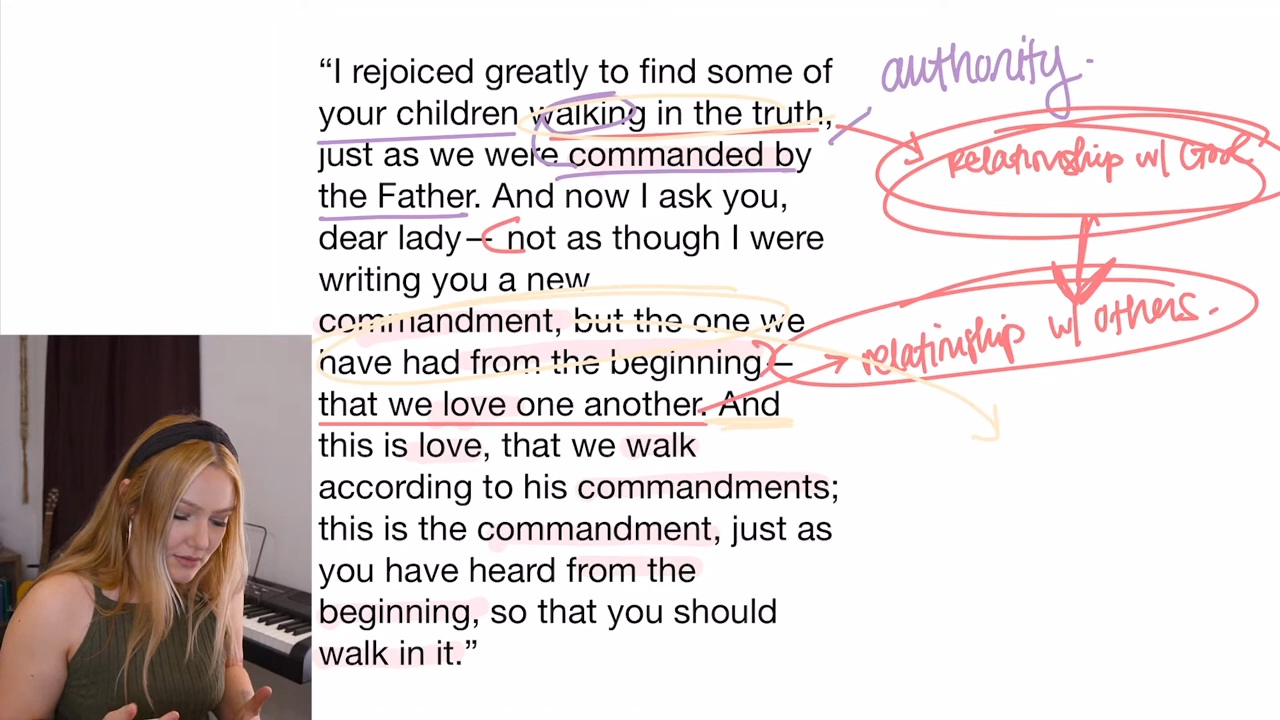 “I rejoiced greatly to find some of
your children walking in the truth,
just as we were commanded by
the Father. And now I ask you,
dear lady—not as though I were
writing you a new
commandment, but the one we
have had from the beginning—
that we love one another. And
this is love, that we walk
according to his commandments;
this is the commandment, just as
you have heard from the
beginning, so that you should
walk in it.”
authority.
relationship w/ God.
relatinship w/ others.